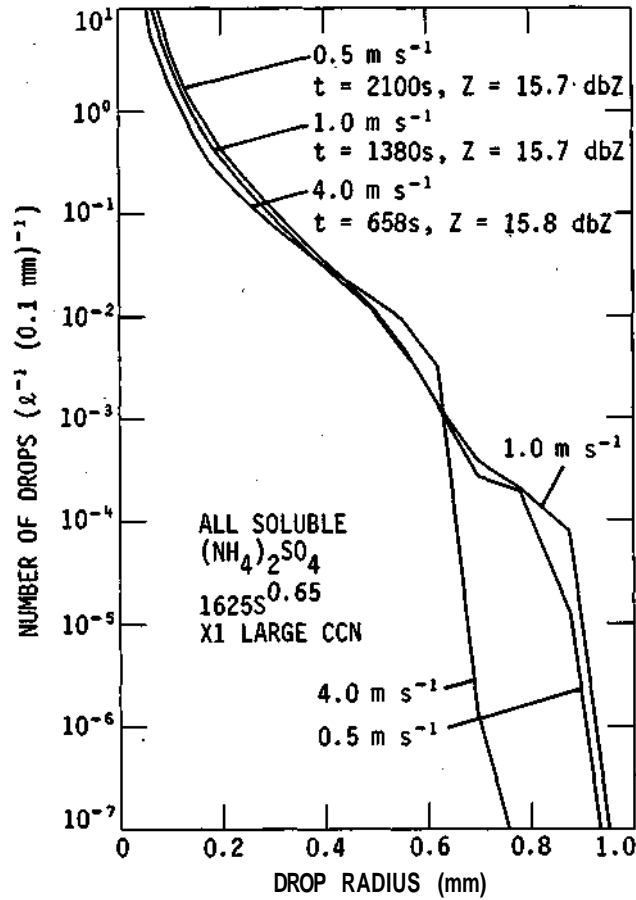 10¹
10⁰
10⁻¹
10⁻²
10⁻³
10⁻⁴
10⁻⁵
10⁻⁶
10⁻⁷
NUMBER OF DROPS (ℓ⁻¹ (0.1 mm)⁻¹)
0.5 m s⁻¹
t = 2100s, Z = 15.7 dbZ
1.0 m s⁻¹
t = 1380s, Z = 15.7 dbZ
4.0 m s⁻¹
t = 658s, Z = 15.8 dbZ
1.0 m s⁻¹
ALL SOLUBLE
(NH₄)₂SO₄
1625S⁰·⁶⁵
X1 LARGE CCN
4.0 m s⁻¹
0.5 m s⁻¹
0 0.2 0.4 0.6 0.8 1.0
DROP RADIUS (mm)